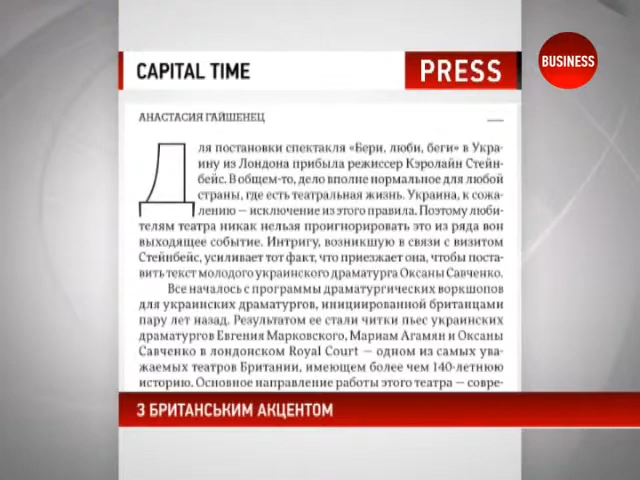 CAPITAL TIME
PRESS
BUSINESS
АНАСТАСИЯ ГАЙШЕНЕЦ
Для постановки спектакля «Бери, люби, беги» в Укра-
ину из Лондона прибыла режиссер Кэролайн Стейн-
бейс. В общем-то, дело вполне нормальное для любой
страны, где есть театральная жизнь. Украина, к сожа-
лению — исключение из этого правила. Поэтому люби-
телям театра никак нельзя проигнорировать это из ряда вон
выходящее событие. Интригу, возникшую в связи с визитом
Стейнбейс, усиливает тот факт, что приезжает она, чтобы поста-
вить текст молодого украинского драматурга Оксаны Савченко.
Все началось с программы драматургических воркшопов
для украинских драматургов, инициированной британцами
пару лет назад. Результатом ее стали читки пьес украинских
драматургов Евгения Марковского, Мариам Агамян и Оксаны
Савченко в лондонском Royal Court — одном из самых ува-
жаемых театров Британии, имеющем более чем 140-летнюю
историю. Основное направление работы этого театра — совре-
З БРИТАНСЬКИМ АКЦЕНТОМ